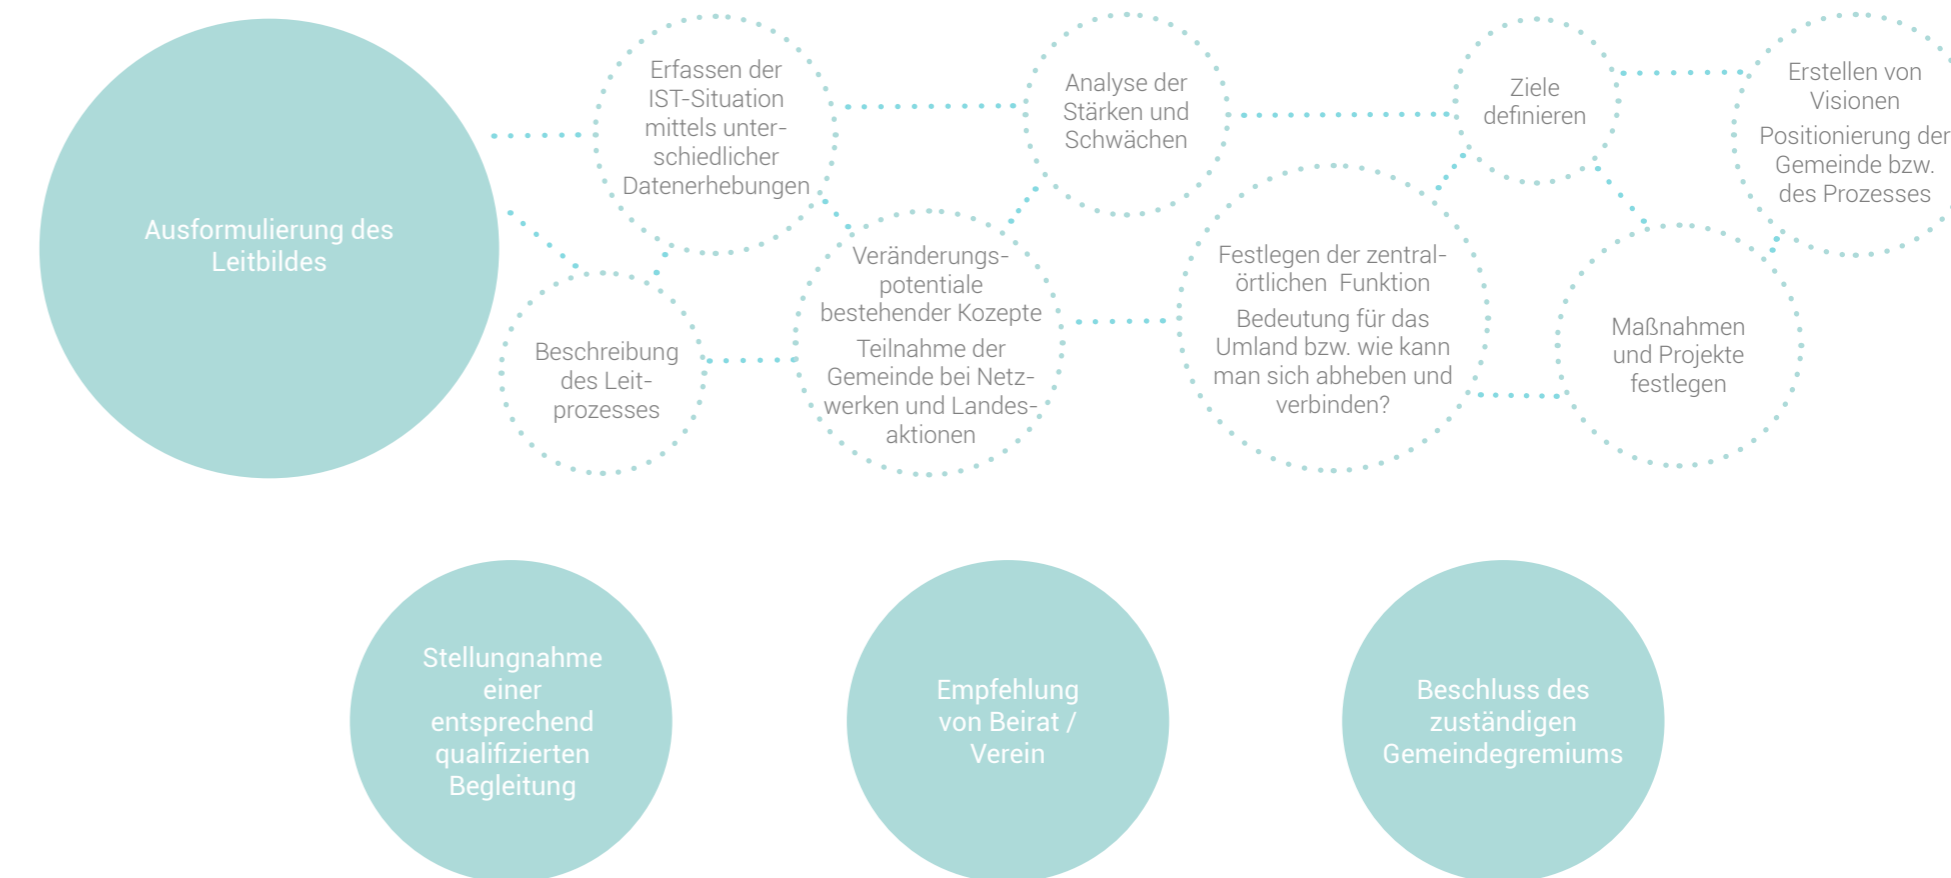 Ausformulierung des
Leitbildes
Erfassen der
IST-Situation
mittels unter-
schiedlicher
Datenerhebungen
Beschreibung
des Leit-
prozesses
Analyse der
Stärken und
Schwächen
Veränderungs-
potentiale
bestehender Kozepte
Teilnahme der
Gemeinde bei Netz-
werken und Landes-
aktionen
Festlegen der zentral-
örtlichen Funktion
Bedeutung für das
Umland bzw. wie kann
man sich abheben und
verbinden?
Ziele
definieren
Maßnahmen
und Projekte
festlegen
Erstellen von
Visionen
Positionierung der
Gemeinde bzw.
des Prozesses
Stellungnahme
einer
entsprechend
qualifizierten
Begleitung
Empfehlung
von Beirat /
Verein
Beschluss des
zuständigen
Gemeindegremiums